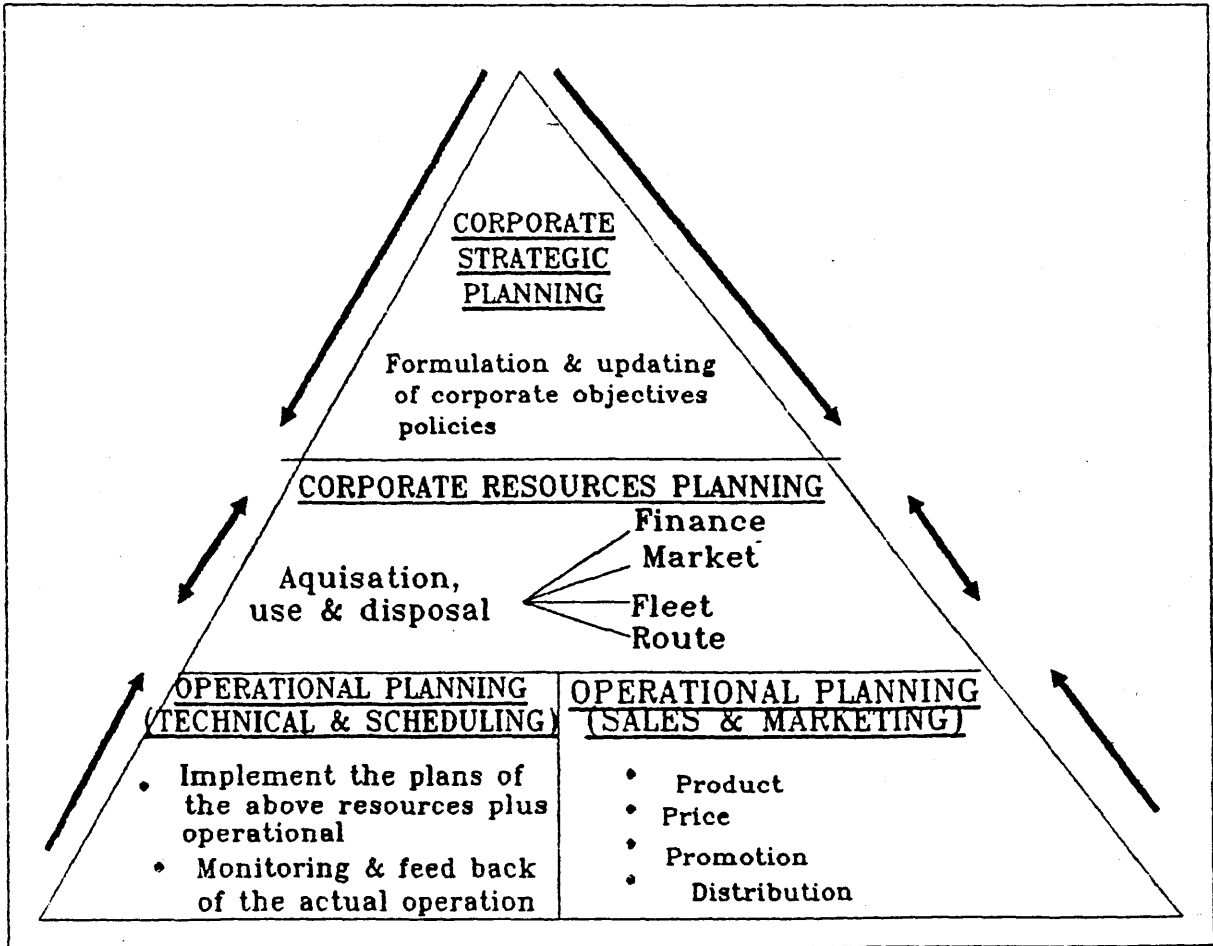 CORPORATE
STRATEGIC
PLANNING
Formulation & updating
of corporate objectives
policies
CORPORATE RESOURCES PLANNING
Aquisation,
use & disposal
Finance
Market
Fleet
Route
OPERATIONAL PLANNING
(TECHNICAL & SCHEDULING)
• Implement the plans of
the above resources plus
operational
• Monitoring & feed back
of the actual operation
OPERATIONAL PLANNING
(SALES & MARKETING)
• Product
• Price
• Promotion
• Distribution